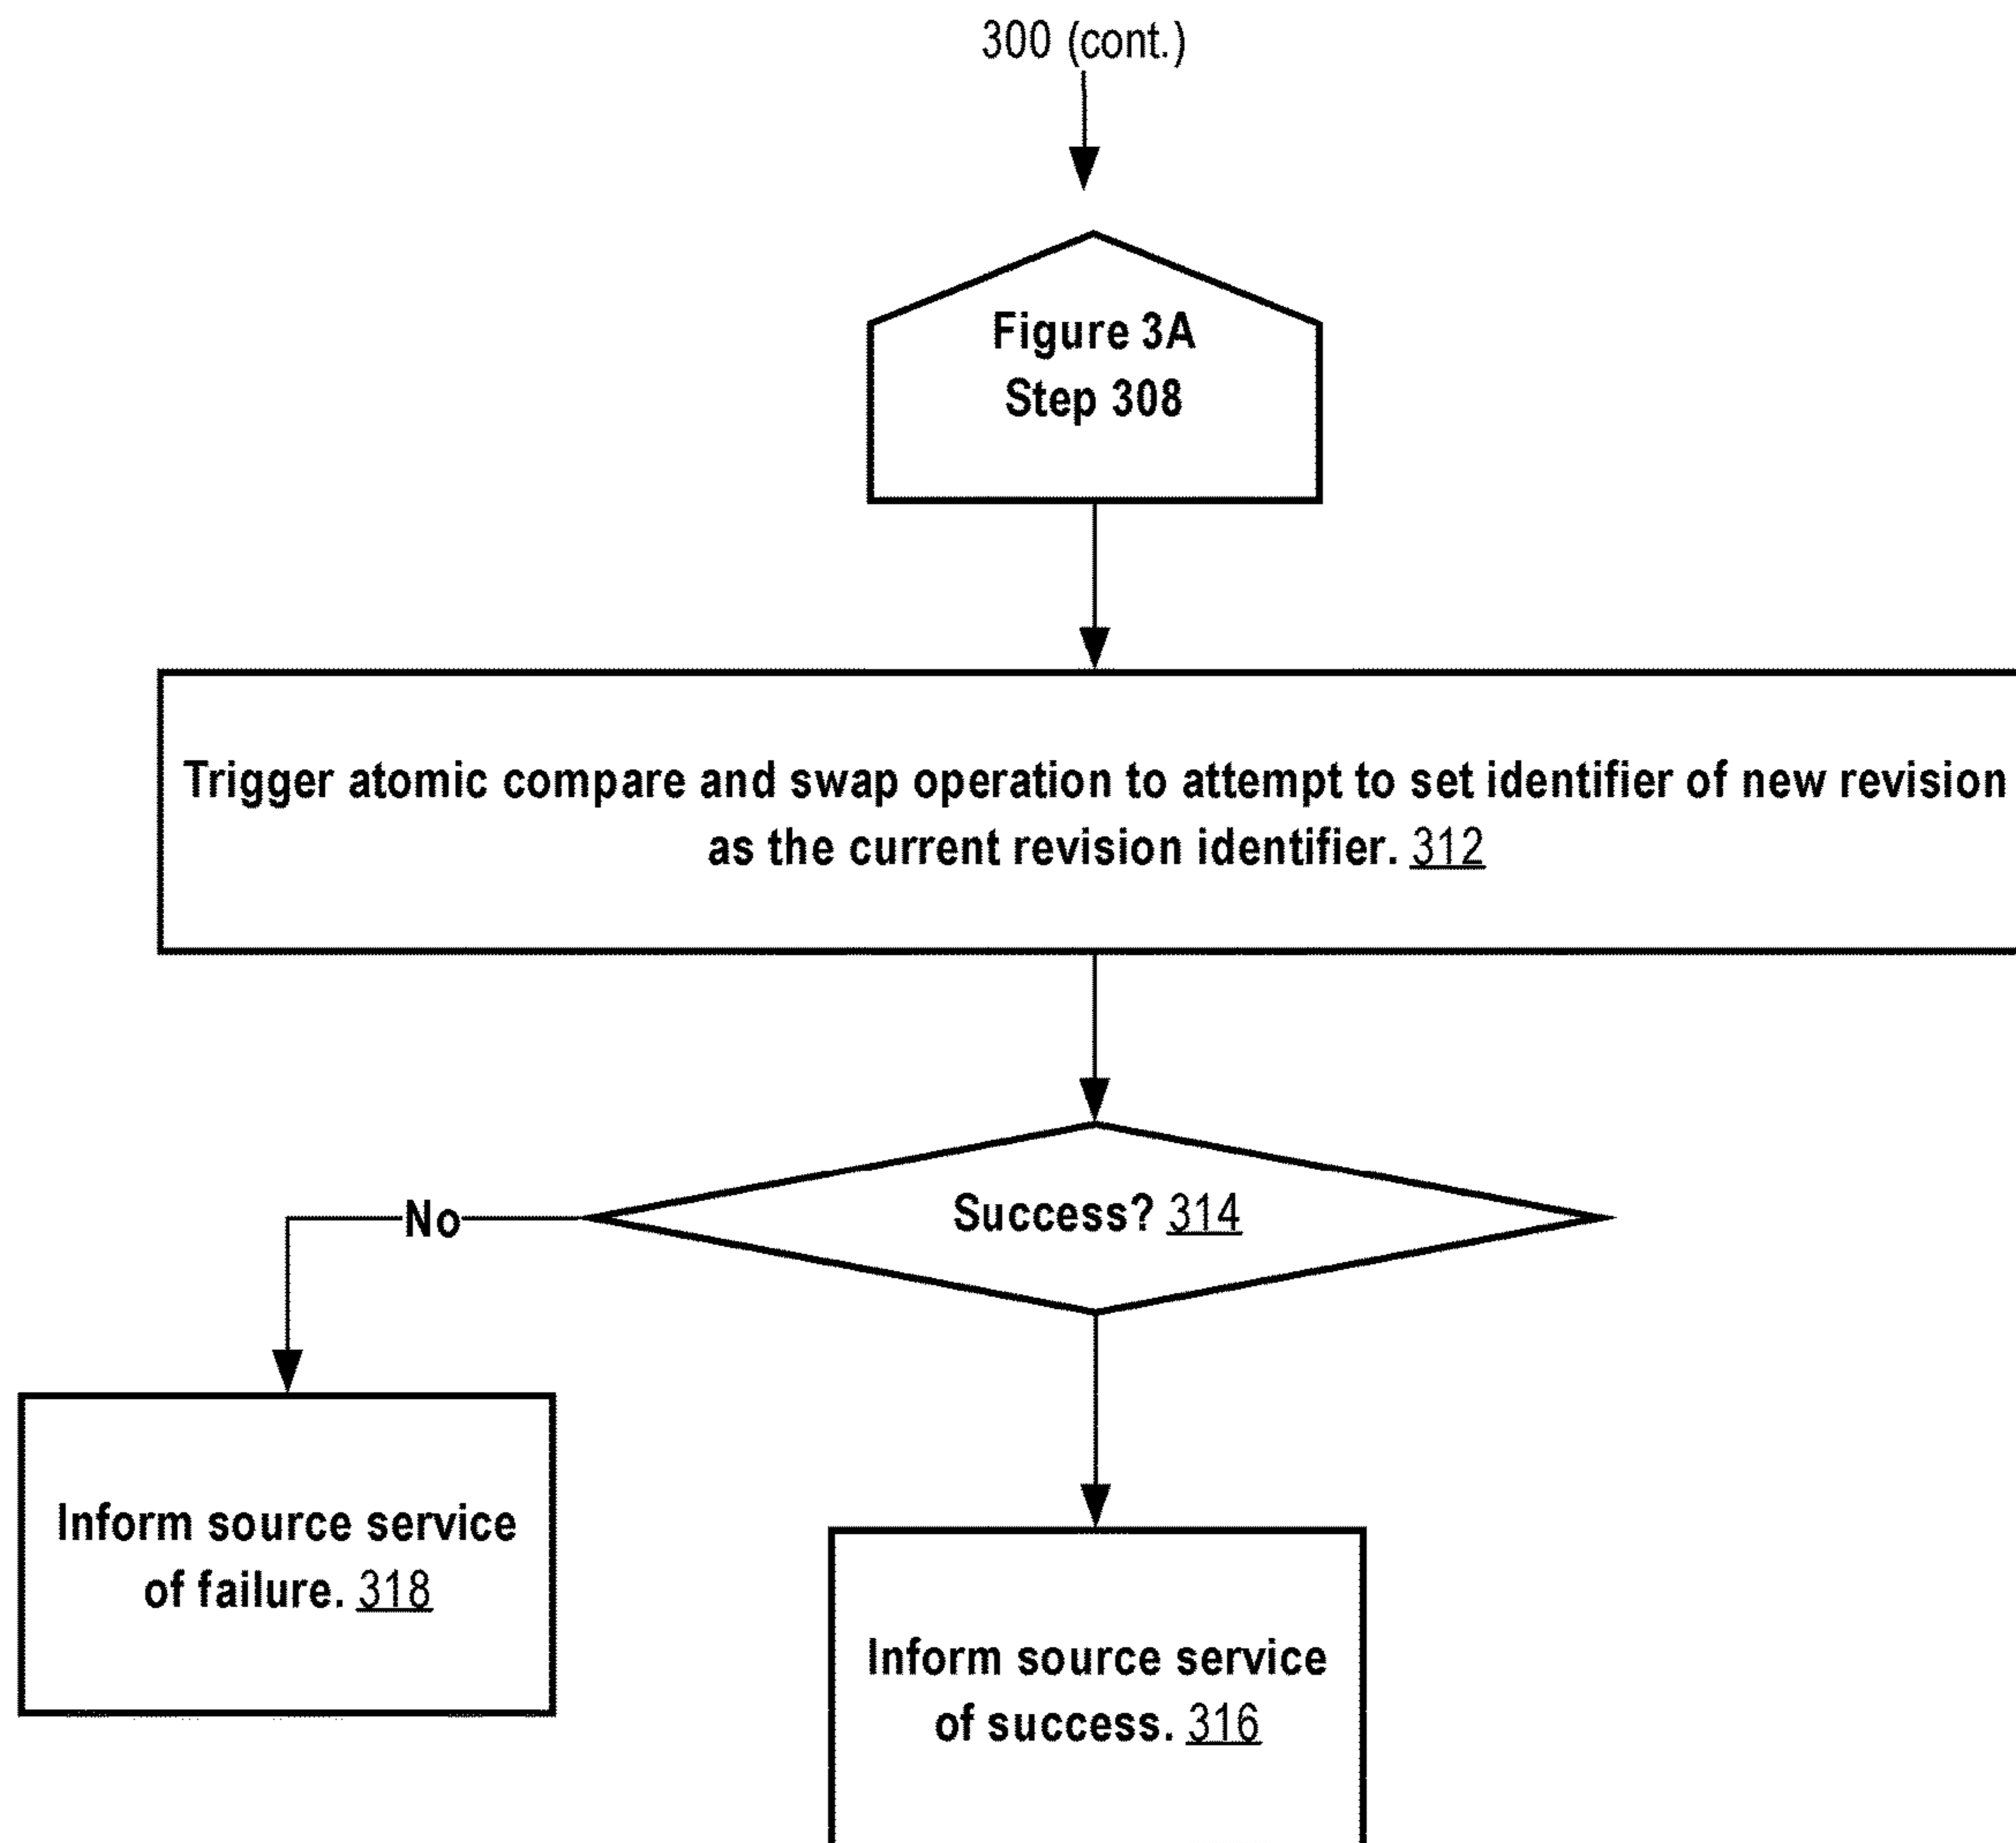 300 (cont.)
Figure 3A
Step 308
Trigger atomic compare and swap operation to attempt to set identifier of new revision
as the current revision identifier. 312
Success? 314
No
Inform source service
of failure. 318
Inform source service
of success. 316